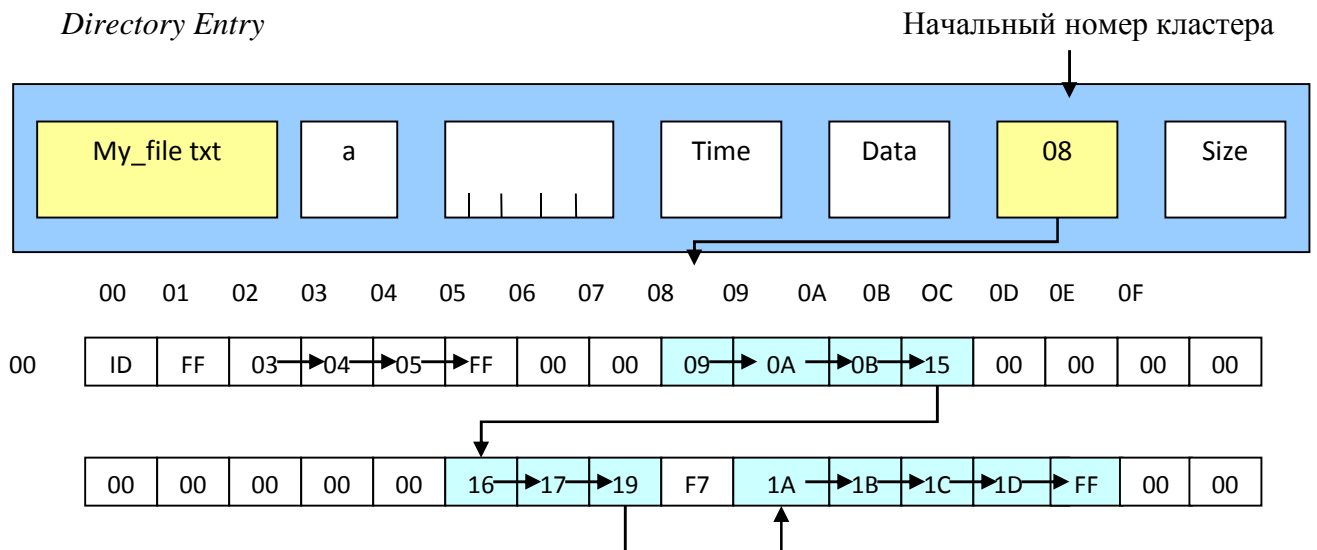 Directory Entry Начальный номер кластера
My_file txt a Time Data 08 Size
00 01 02 03 04 05 06 07 08 09 0A 0B OC 0D 0E 0F
00 ID FF 03 04 05 FF 00 00 09 0A 0B 15 00 00 00 00
00 00 00 00 00 16 17 19 F7 1A 1B 1C 1D FF 00 00